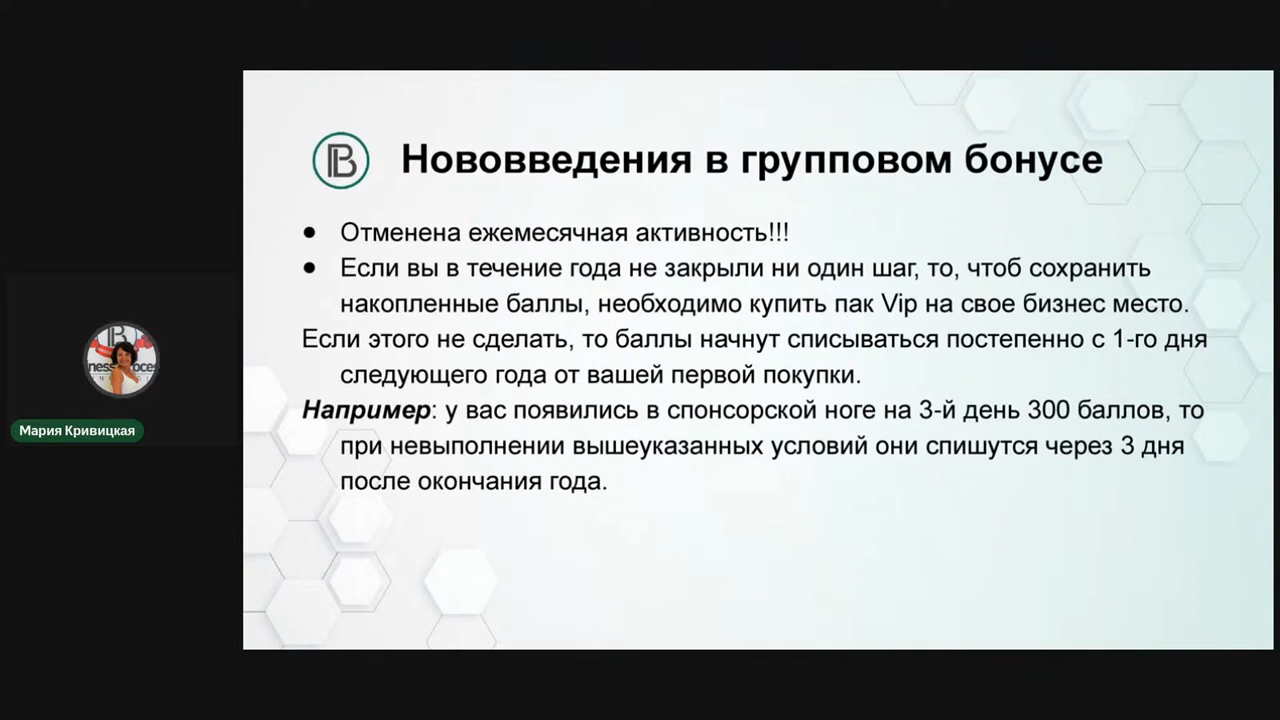 Нововведения в групповом бонусе
● Отменена ежемесячная активность!!!
● Если вы в течение года не закрыли ни один шаг, то, чтоб сохранить
накопленные баллы, необходимо купить пак Vip на свое бизнес место.
Если этого не сделать, то баллы начнут списываться постепенно с 1-го дня
следующего года от вашей первой покупки.
Например: у вас появились в спонсорской ноге на 3-й день 300 баллов, то
при невыполнении вышеуказанных условий они спишутся через 3 дня
после окончания года.
Мария Кривицкая